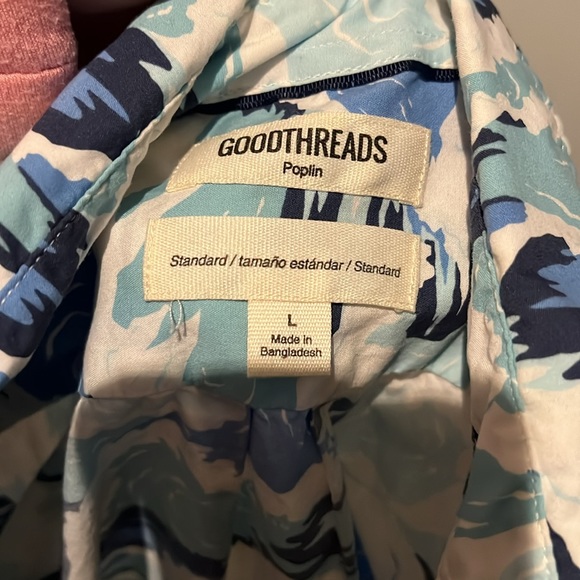 GOODTHREADS
Poplin
Standard / tamaño estándar / Standard
L
Made in
Bangladesh